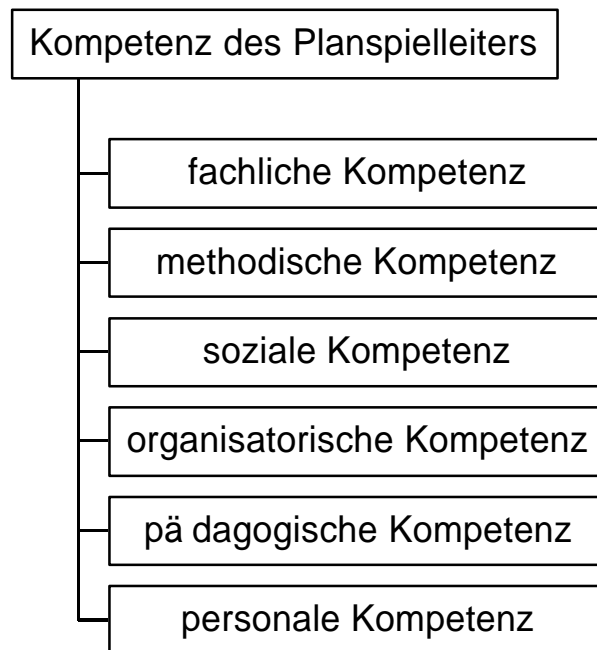 Kompetenz des Planspielleiters
fachliche Kompetenz
methodische Kompetenz
soziale Kompetenz
organisatorische Kompetenz
pä dagogische Kompetenz
personale Kompetenz